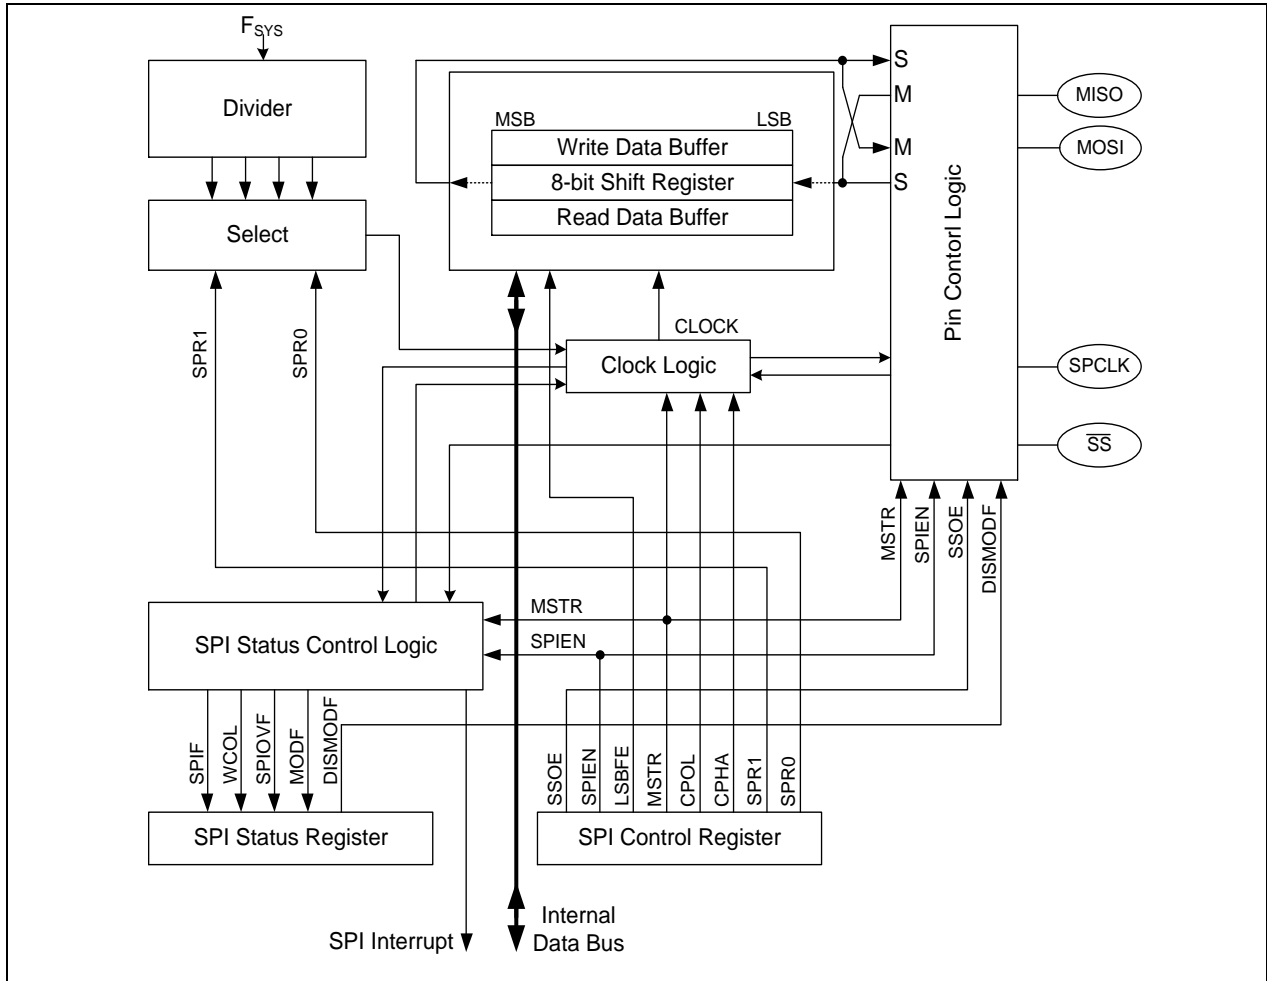 FSYS
Divider
Select
SPR1
SPR0
MSB
LSB
Write Data Buffer
8-bit Shift Register
Read Data Buffer
CLOCK
Clock Logic
S
M
M
S
Pin Contorl Logic
MISO
MOSI
SPCLK
SS
MSTR
SPIEN
SSOE
DISMODF
MSTR
SPIEN
SPI Status Control Logic
SPIF
WCOL
SPIOVF
MODF
DISMODF
SPI Status Register
SSOE
SPIEN
LSBFE
MSTR
CPOL
CPHA
SPR1
SPR0
SPI Control Register
SPI Interrupt
Internal
Data Bus